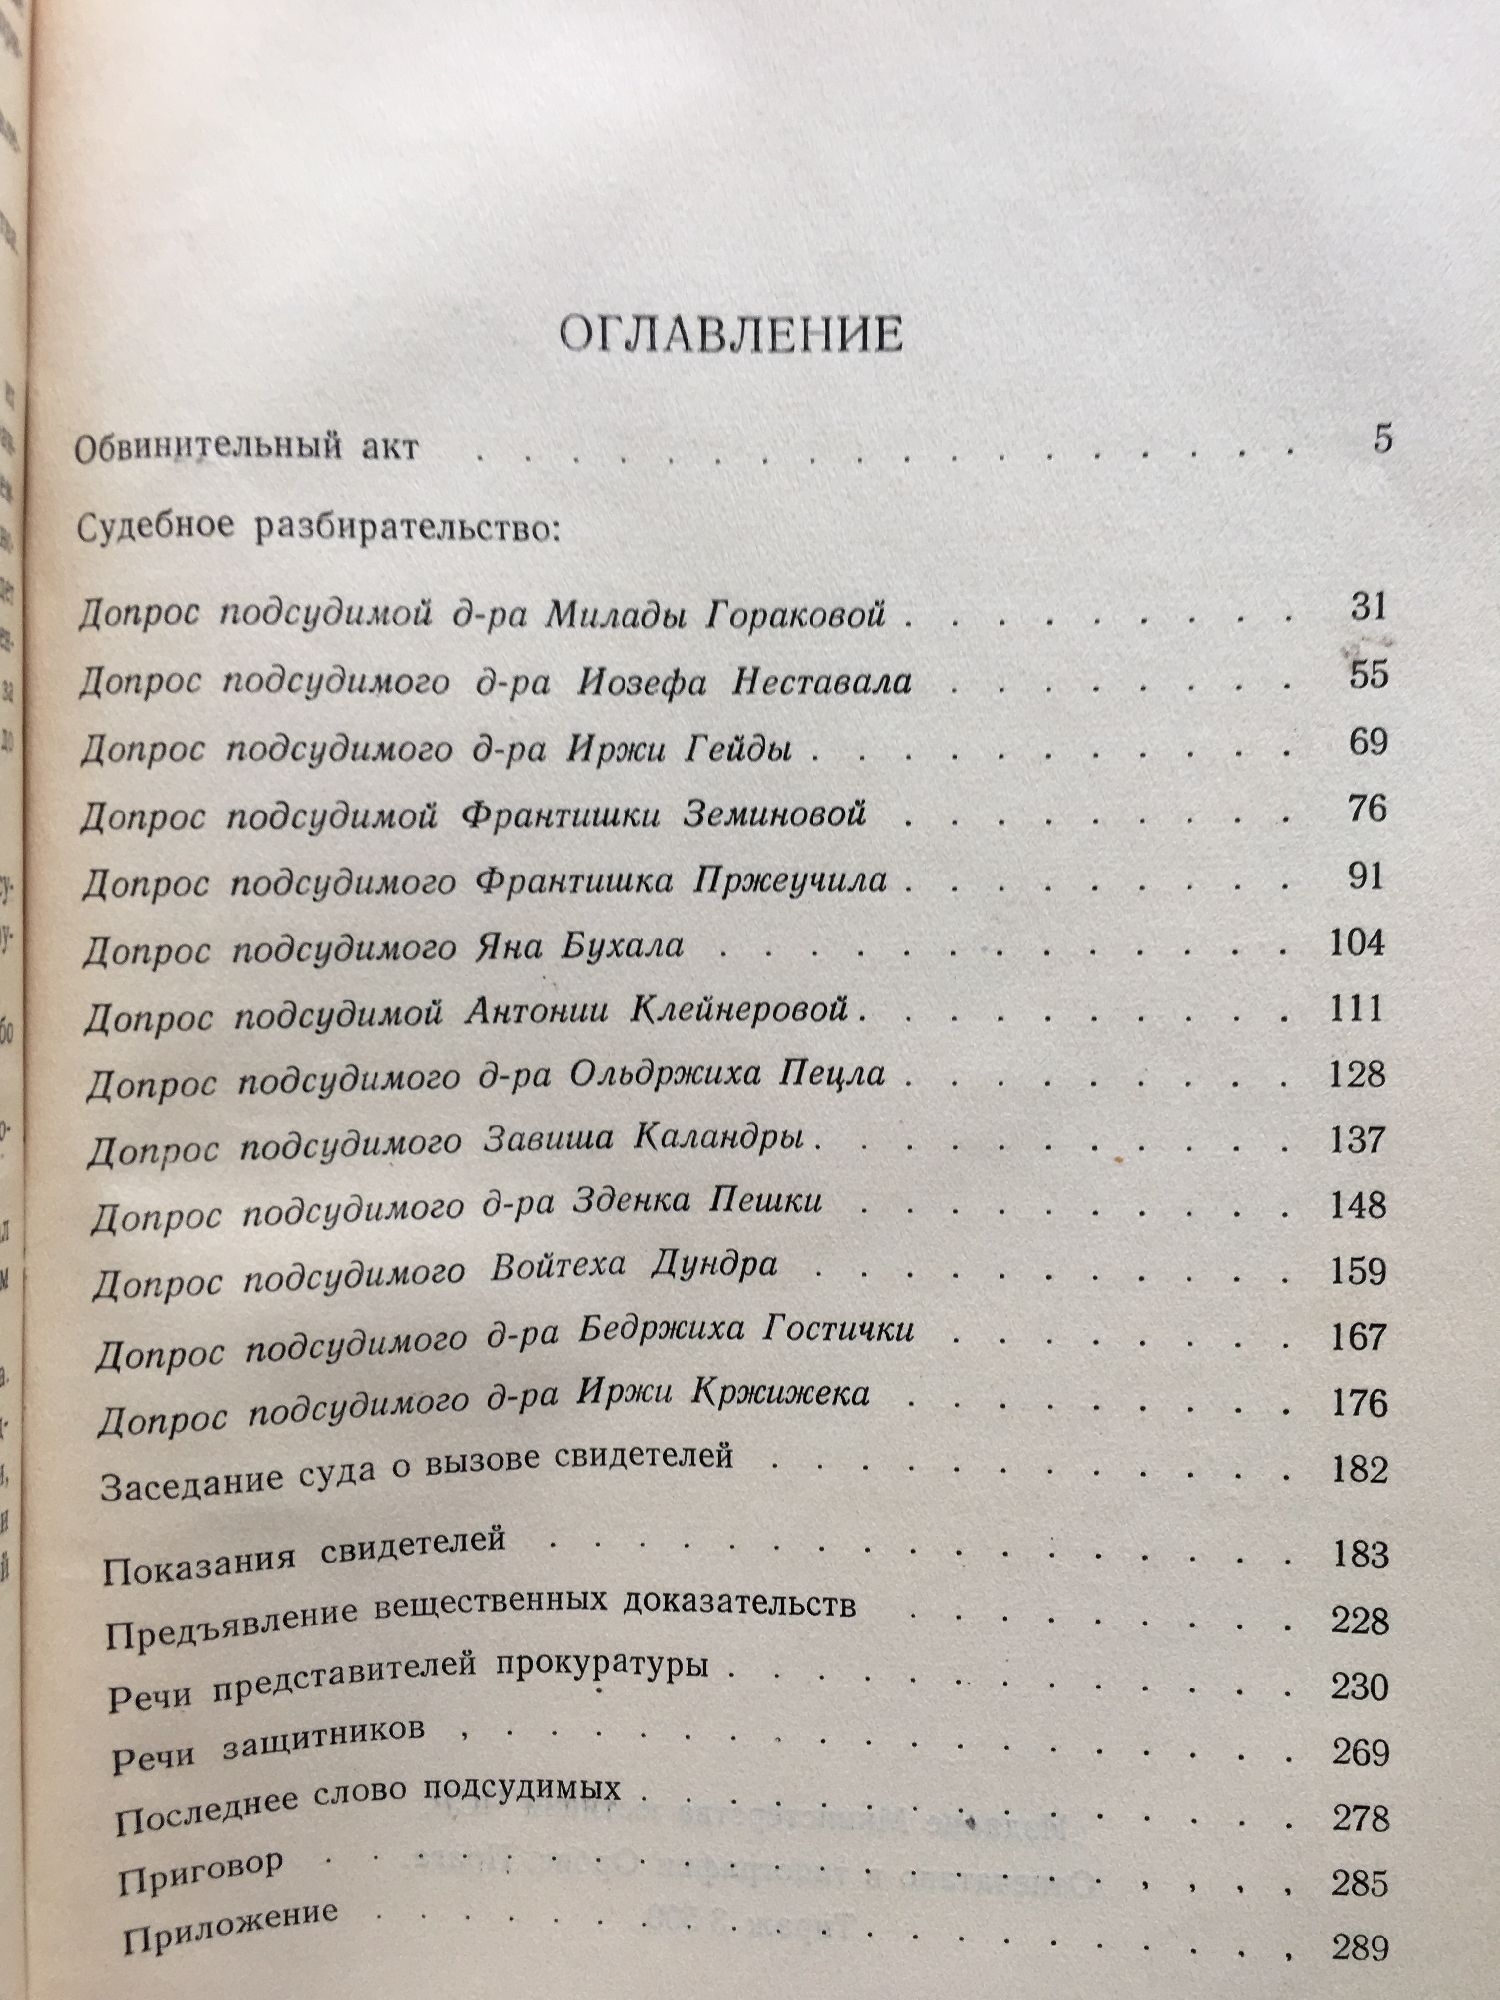 ОГЛАВЛЕНИЕ
Обвинительный акт . . . . . . . . . . . . . . . . . . 5
Судебное разбирательство:
Допрос подсудимой д-ра Милады Гораковой . . . . . . . . . 31
Допрос подсудимого д-ра Иозефа Неставала . . . . . . . . 55
Допрос подсудимого д-ра Иржи Гейды . . . . . . . . . . . 69
Допрос подсудимой Франтишки Земиновой . . . . . . . . . 76
Допрос подсудимого Франтишка Пржеучила . . . . . . . . . 91
Допрос подсудимого Яна Бухала . . . . . . . . . . . . . 104
Допрос подсудимой Антонии Клейнеровой . . . . . . . . . . 111
Допрос подсудимого д-ра Ольдржиха Пецла . . . . . . . . . 128
Допрос подсудимого Завиша Каландры . . . . . . . . . . . 137
Допрос подсудимого д-ра Зденка Пешки . . . . . . . . . . 148
Допрос подсудимого Войтеха Дундра . . . . . . . . . . . 159
Допрос подсудимого д-ра Бедржиха Гостички . . . . . . . . 167
Допрос подсудимого д-ра Иржи Кржижека . . . . . . . . . 176
Заседание суда о вызове свидетелей . . . . . . . . . . . . 182
Показания свидетелей . . . . . . . . . . . . . . . . . 183
Предъявление вещественных доказательств . . . . . . . . . 228
Речи представителей прокуратуры . . . . . . . . . . . . . 230
Речи защитников , . . . . . . . . . . . . . . . . . . 269
Последнее слово подсудимых . . . . . . . . . . . . . . . 278
Приговор . . . . . . . . . . . . . . . . . . , , , , 285
Приложение . . . . . . . . . . . . . . . . . . . , , 289